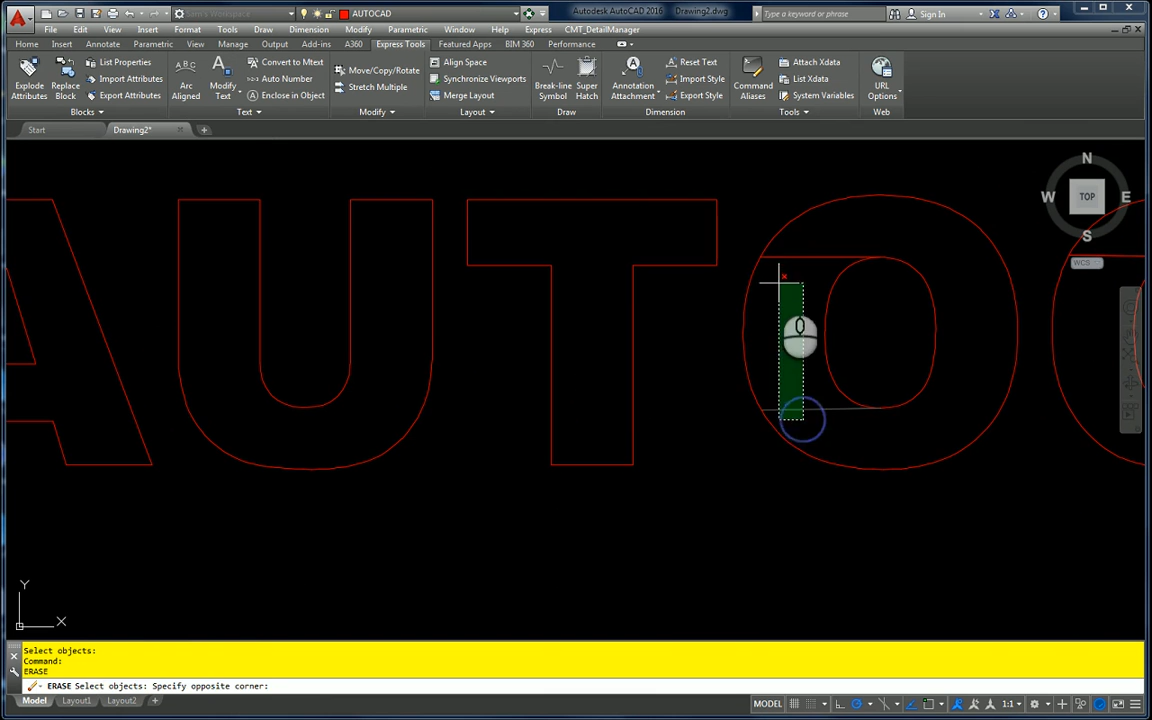 Autodesk AutoCAD 2016 Drawing2.dwg
Type a keyword or phrase
Sign In
AUTOCAD
File Edit View Insert Format Tools Draw Dimension Modify Parametric Window Help Express CMT_DetailManager
Home Insert Annotate Parametric View Manage Output Add-ins A360 Express Tools Featured Apps BIM 360 Performance
Explode Attributes
Replace Block
List Properties
Import Attributes
Export Attributes
Blocks
Arc Aligned
Modify Text
Convert to Mtext
Auto Number
Enclose in Object
Text
Move/Copy/Rotate
Stretch Multiple
Modify
Align Space
Synchronize Viewports
Merge Layout
Layout
Break-line Symbol
Super Hatch
Draw
Annotation Attachment
Reset Text
Import Style
Export Style
Dimension
Command Aliases
Attach Xdata
List Xdata
System Variables
Tools
URL Options
Web
Start Drawing2*
N
W TOP E
S
WCS
AUTO
Y
X
Select objects:
Command:
ERASE
ERASE Select objects: Specify opposite corner:
Model Layout1 Layout2
MODEL 1:1